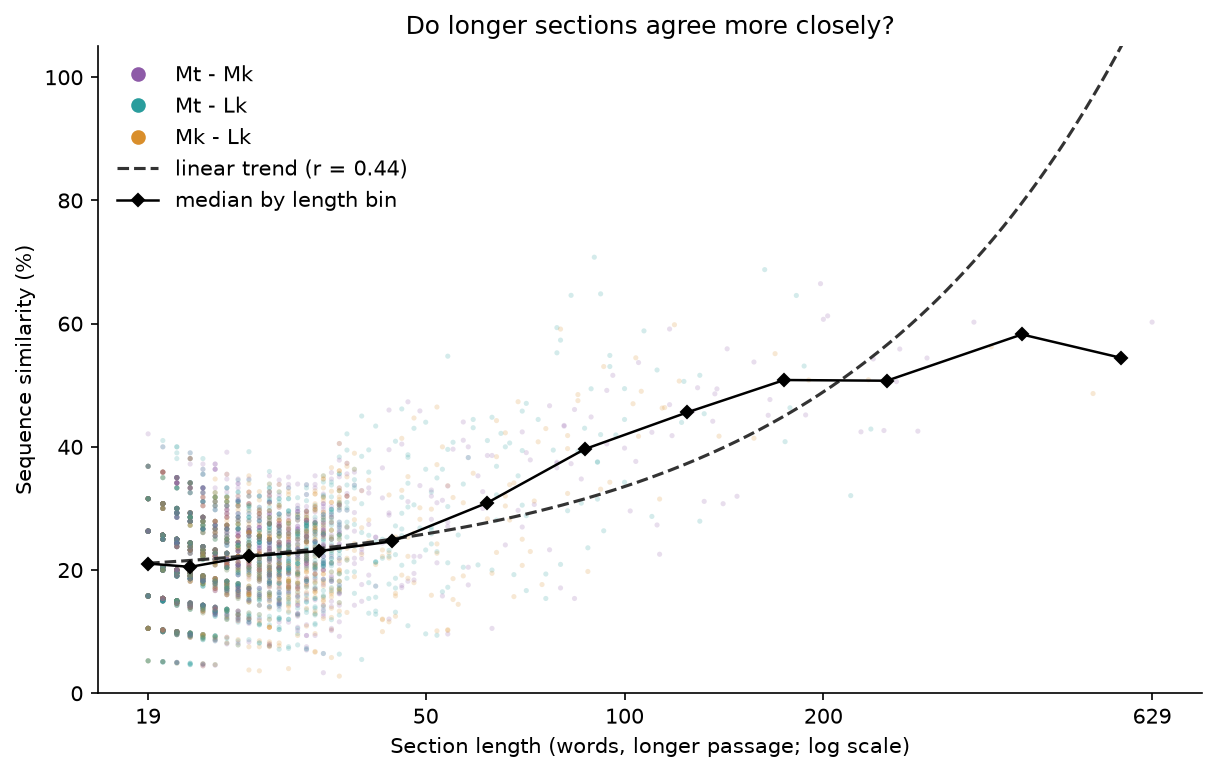 Do longer sections agree more closely?
Mt - Mk
Mt - Lk
Mk - Lk
linear trend (r = 0.44)
median by length bin
Sequence similarity (%)
100
80
60
40
20
0
19
50
100
200
629
Section length (words, longer passage; log scale)